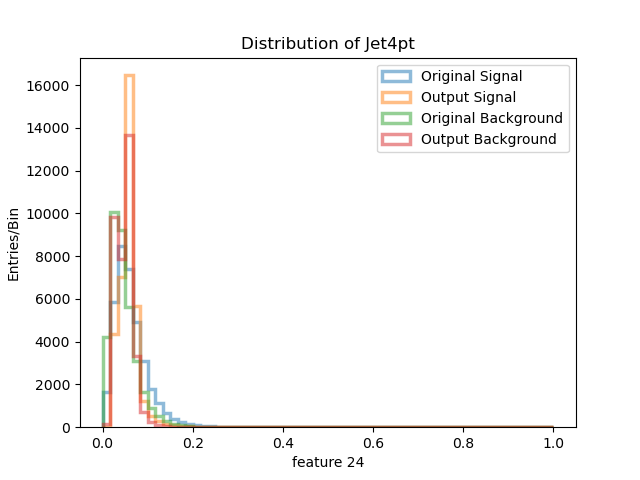 Distribution of Jet4pt
Original Signal
Output Signal
Original Background
Output Background
Entries/Bin
16000
14000
12000
10000
8000
6000
4000
2000
0
0.0 0.2 0.4 0.6 0.8 1.0
feature 24